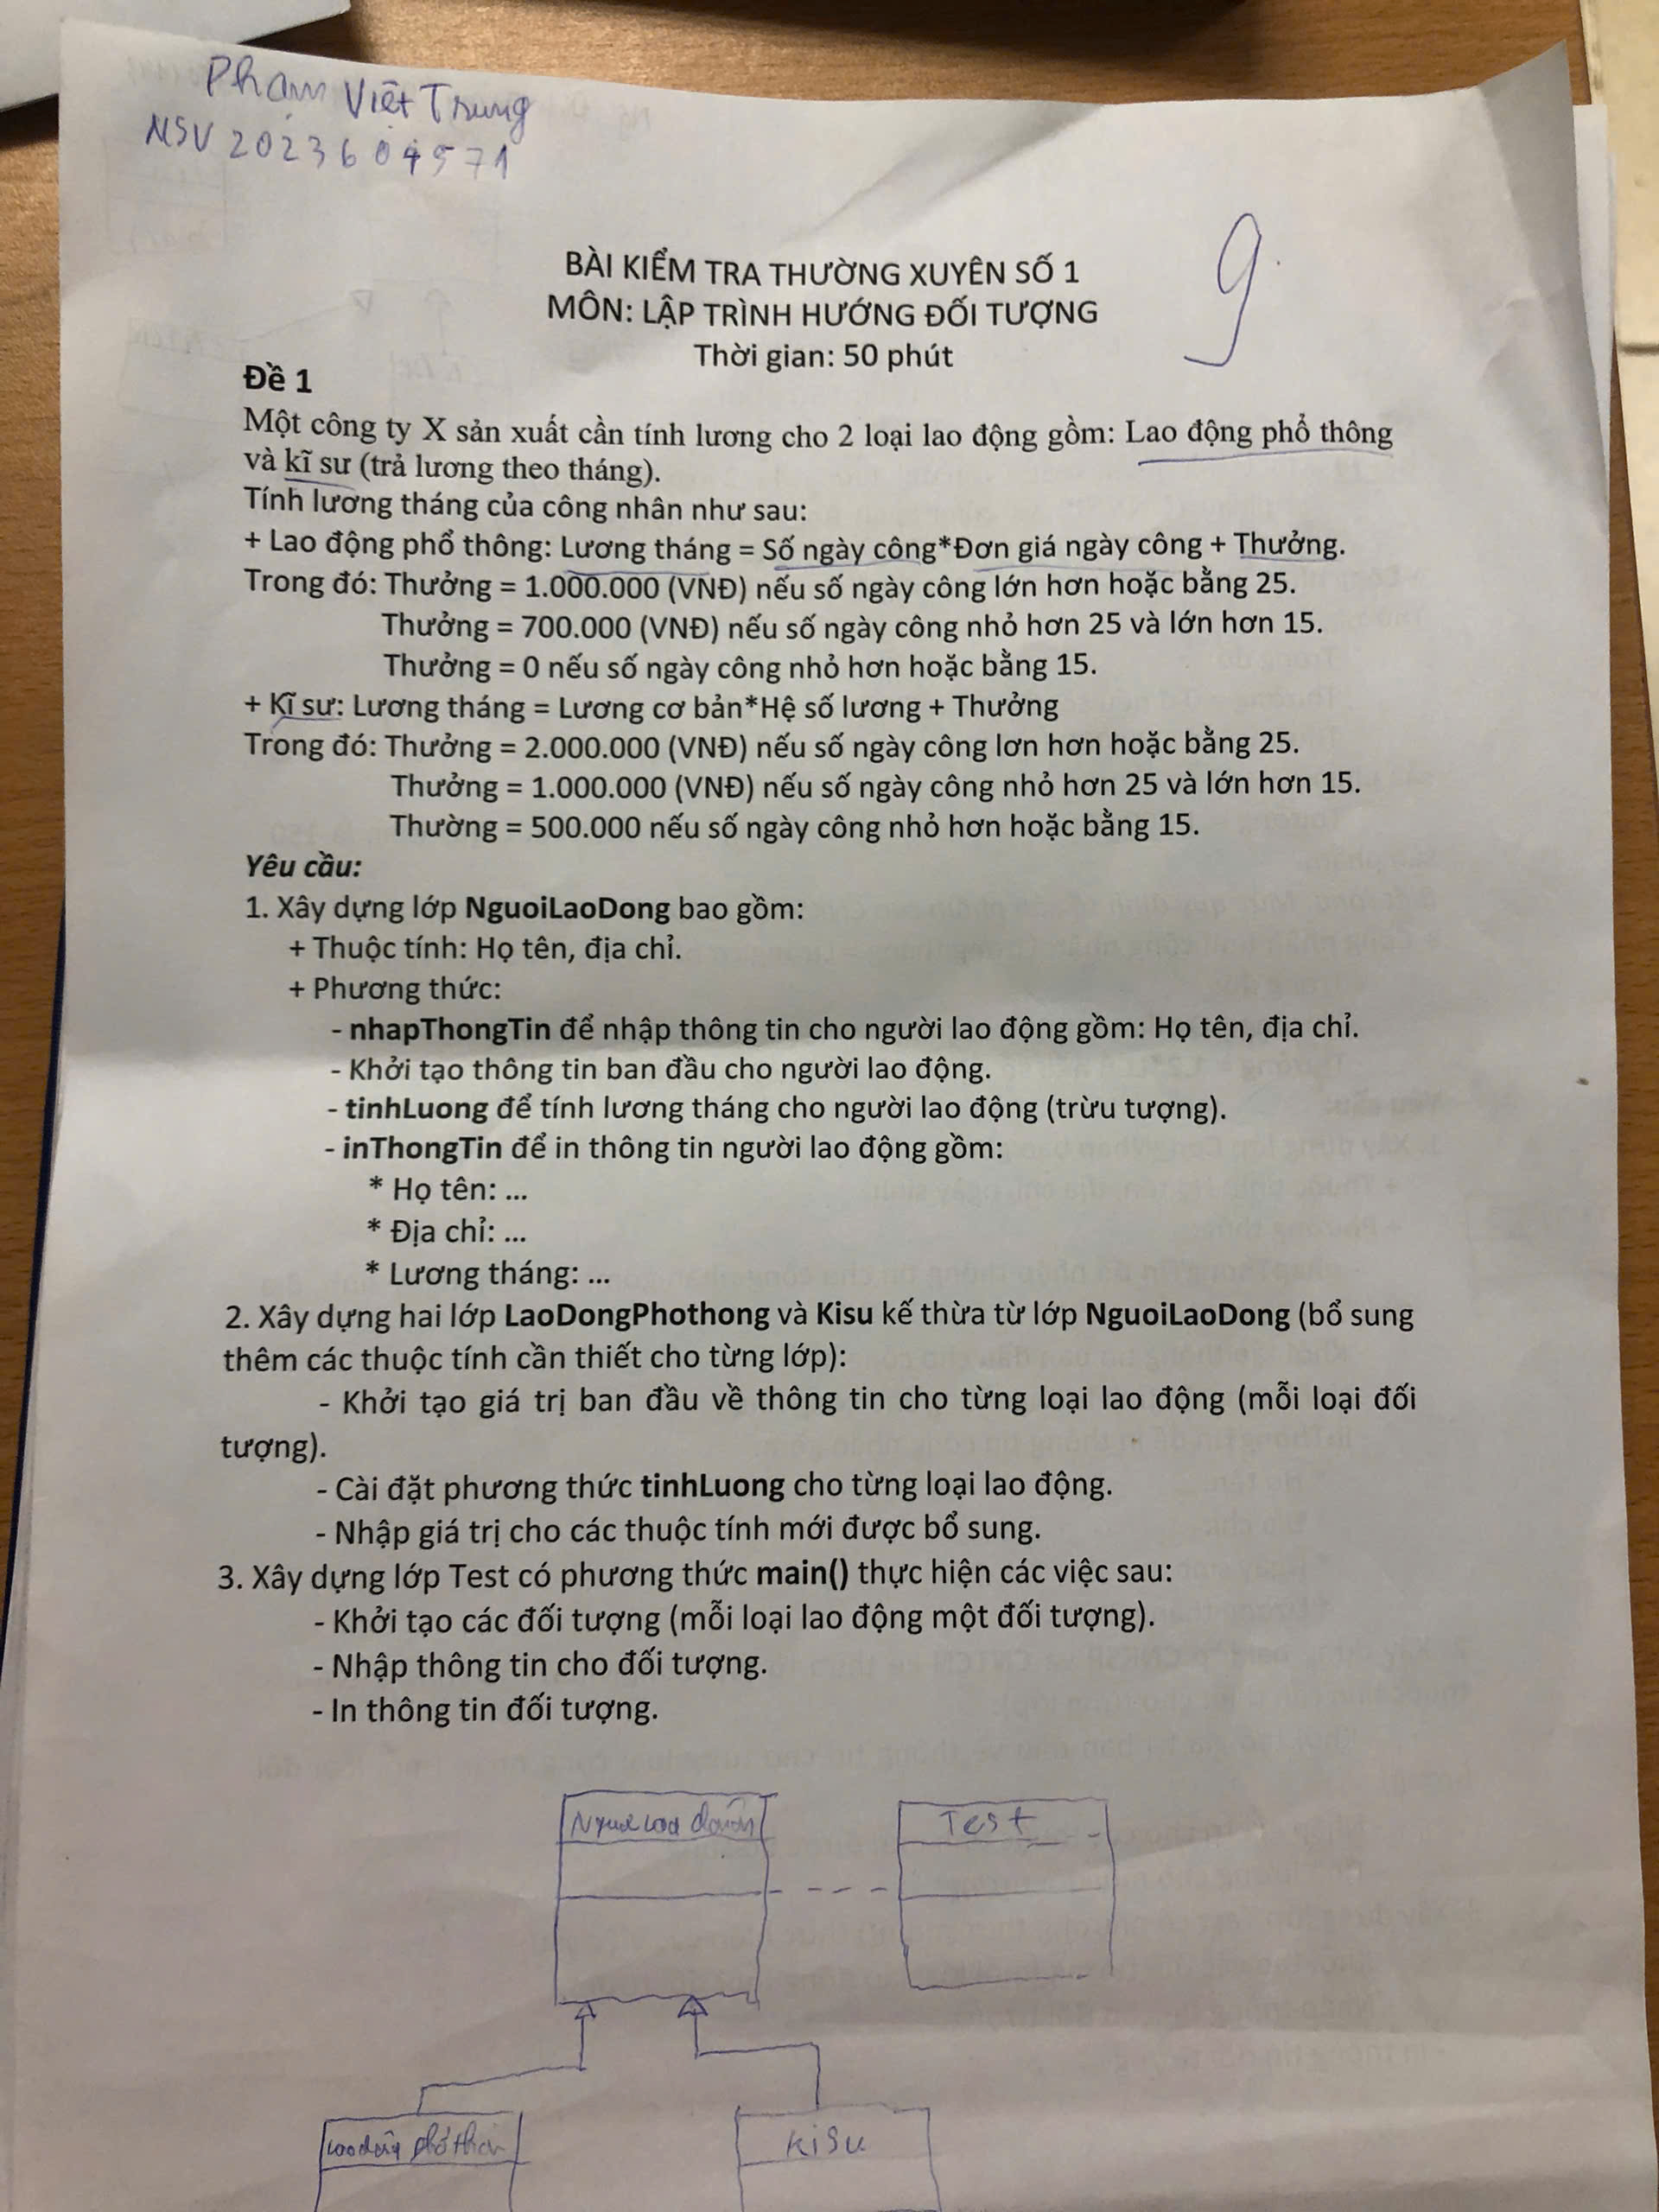 Phạm Việt Trung
MSV 2023604571
9
BÀI KIỂM TRA THƯỜNG XUYÊN SỐ 1
MÔN: LẬP TRÌNH HƯỚNG ĐỐI TƯỢNG
Thời gian: 50 phút
Đề 1
Một công ty X sản xuất cần tính lương cho 2 loại lao động gồm: Lao động phổ thông
và kĩ sư (trả lương theo tháng).
Tính lương tháng của công nhân như sau:
+ Lao động phổ thông: Lương tháng = Số ngày công*Đơn giá ngày công + Thưởng.
Trong đó: Thưởng = 1.000.000 (VNĐ) nếu số ngày công lớn hơn hoặc bằng 25.
Thưởng = 700.000 (VNĐ) nếu số ngày công nhỏ hơn 25 và lớn hơn 15.
Thưởng = 0 nếu số ngày công nhỏ hơn hoặc bằng 15.
+ Kĩ sư: Lương tháng = Lương cơ bản*Hệ số lương + Thưởng
Trong đó: Thưởng = 2.000.000 (VNĐ) nếu số ngày công lơn hơn hoặc bằng 25.
Thưởng = 1.000.000 (VNĐ) nếu số ngày công nhỏ hơn 25 và lớn hơn 15.
Thường = 500.000 nếu số ngày công nhỏ hơn hoặc bằng 15.
Yêu cầu:
1. Xây dựng lớp NguoiLaoDong bao gồm:
+ Thuộc tính: Họ tên, địa chỉ.
+ Phương thức:
- nhapThongTin để nhập thông tin cho người lao động gồm: Họ tên, địa chỉ.
- Khởi tạo thông tin ban đầu cho người lao động.
- tinhLuong để tính lương tháng cho người lao động (trừu tượng).
- inThongTin để in thông tin người lao động gồm:
* Họ tên: ...
* Địa chỉ: ...
* Lương tháng: ...
2. Xây dựng hai lớp LaoDongPhothong và Kisu kế thừa từ lớp NguoiLaoDong (bổ sung
thêm các thuộc tính cần thiết cho từng lớp):
- Khởi tạo giá trị ban đầu về thông tin cho từng loại lao động (mỗi loại đối
tượng).
- Cài đặt phương thức tinhLuong cho từng loại lao động.
- Nhập giá trị cho các thuộc tính mới được bổ sung.
3. Xây dựng lớp Test có phương thức main() thực hiện các việc sau:
- Khởi tạo các đối tượng (mỗi loại lao động một đối tượng).
- Nhập thông tin cho đối tượng.
- In thông tin đối tượng.
Test
Kisu